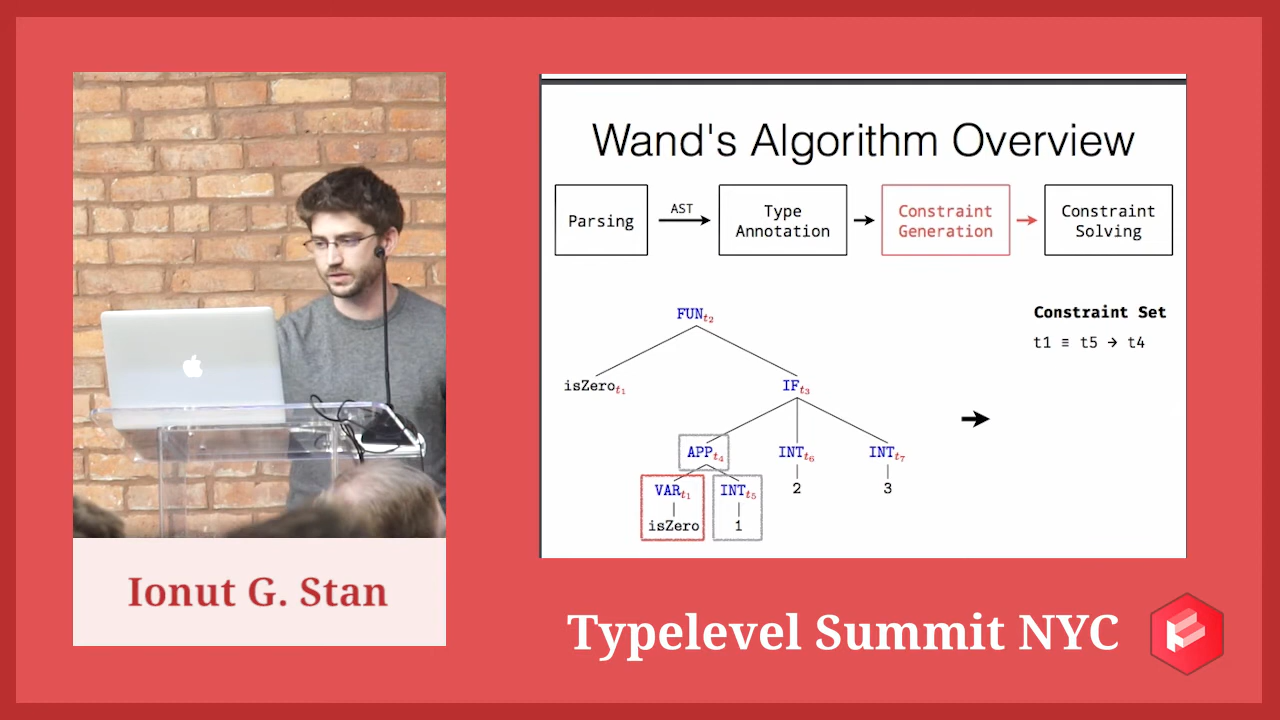 Wand's Algorithm Overview
Parsing
AST
Type
Annotation
Constraint
Generation
Constraint
Solving
Constraint Set
t1 ≡ t5 → t4
FUNt2
isZerot1
IFt3
APPt4
INTt6
INTt7
VARt1
INTt5
2
3
isZero
1
Ionut G. Stan
Typelevel Summit NYC